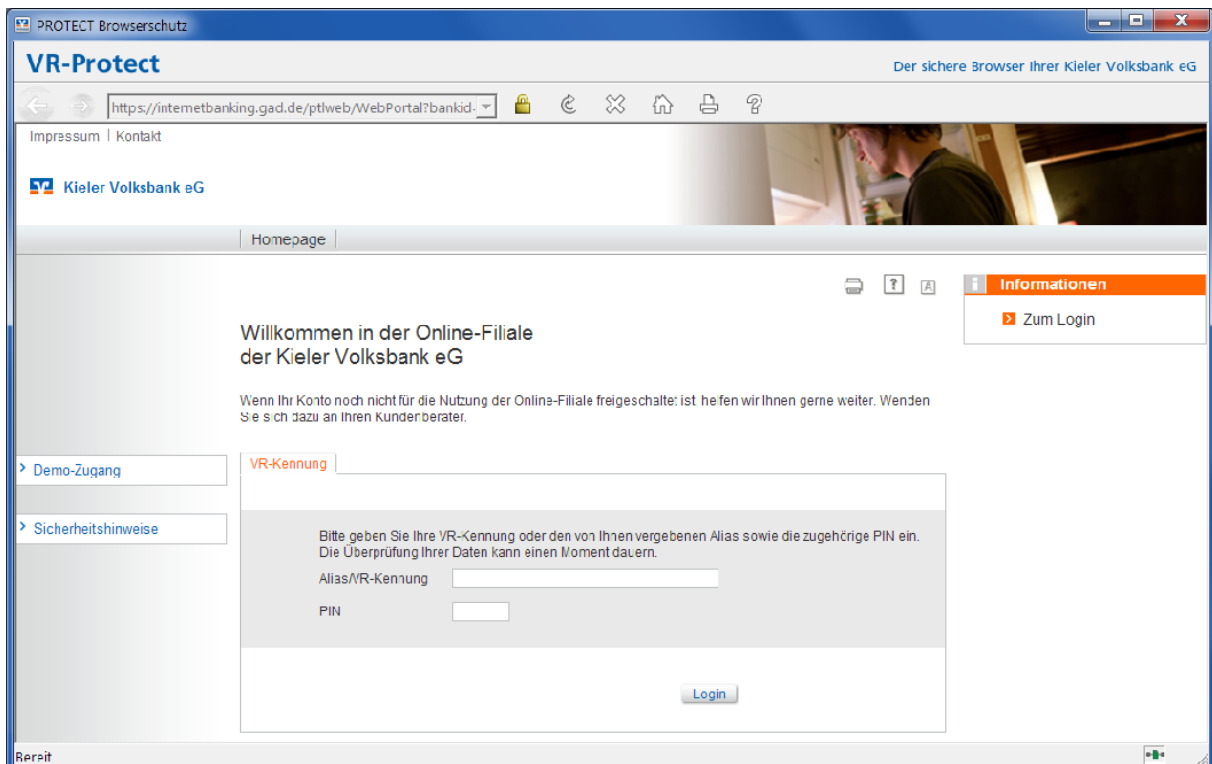 PROTECT Browserschutz
VR-Protect
Der sichere Browser Ihrer Kieler Volksbank eG
https://internetbanking.gad.de/ptlweb/WebPortal?bankid-
Impressum | Kontakt
Kieler Volksbank eG
Homepage
Informationen
Zum Login
Willkommen in der Online-Filiale
der Kieler Volksbank eG
Wenn Ihr Konto noch nicht für die Nutzung der Online-Filiale freigeschaltet ist, helfen wir Ihnen gerne weiter. Wenden
Sie sich dazu an Ihren Kundenberater.
Demo-Zugang
Sicherheitshinweise
VR-Kennung
Bitte geben Sie Ihre VR-Kennung oder den von Ihnen vergebenen Alias sowie die zugehörige PIN ein.
Die Überprüfung Ihrer Daten kann einen Moment dauern.
Alias/VR-Kennung
PIN
Login
Bereit